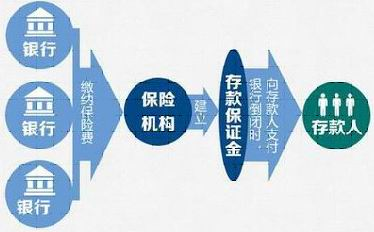 银行
银行
银行
缴纳保险费
保险
机构
建立
存款保证金
银行倒闭时，
向存款人支付
存款人